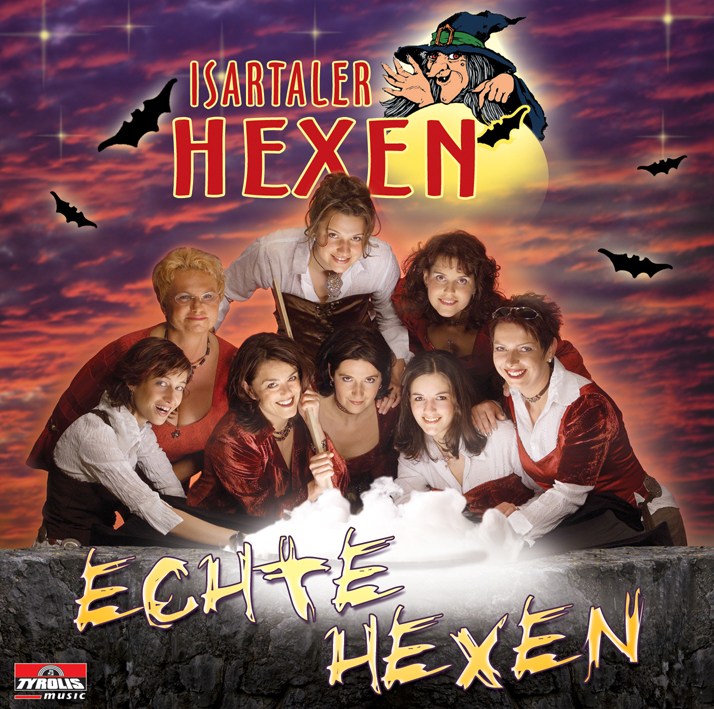 ISARTALER
HEXEN
ECHTE
HEXEN
TYROLIS
music